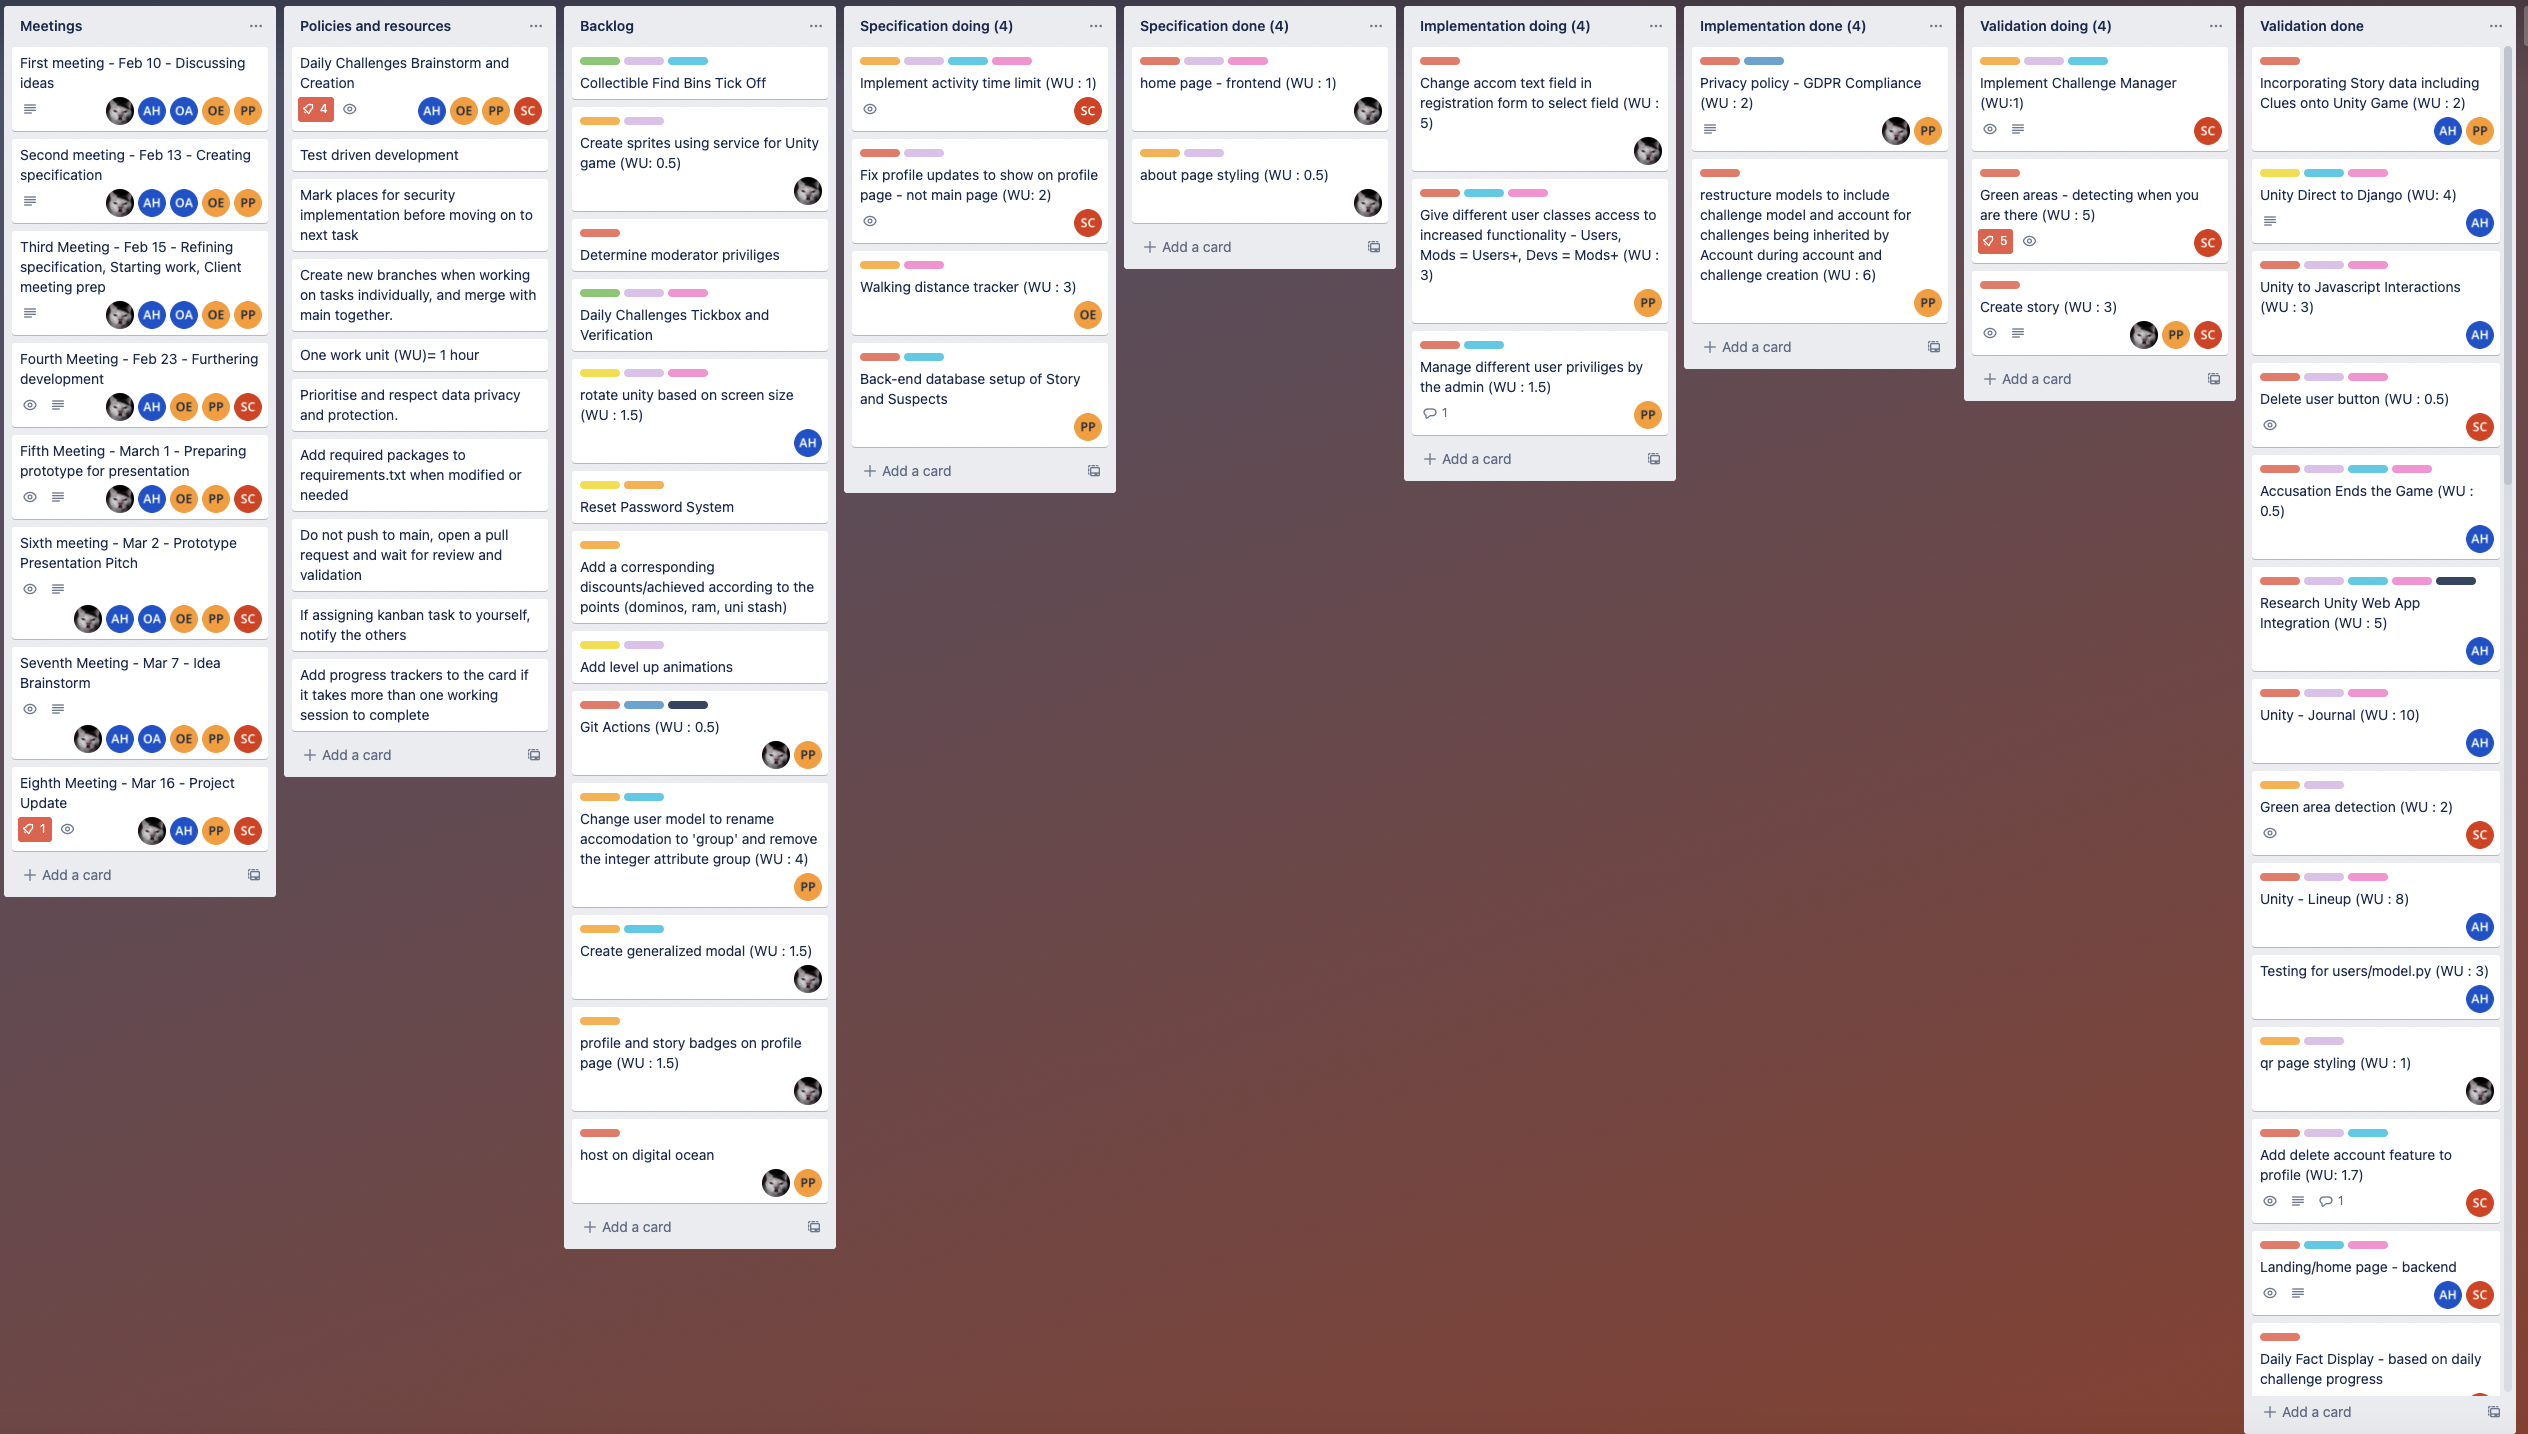 Meetings
First meeting - Feb 10 - Discussing
ideas
AH OA OE PP
Second meeting - Feb 13 - Creating
specification
AH OA OE PP
Third Meeting - Feb 15 - Refining
specification, Starting work, Client
meeting prep
AH OA OE PP
Fourth Meeting - Feb 23 - Furthering
development
AH OE PP SC
Fifth Meeting - March 1 - Preparing
prototype for presentation
AH OE PP SC
Sixth meeting - Mar 2 - Prototype
Presentation Pitch
AH OA OE PP SC
Seventh Meeting - Mar 7 - Idea
Brainstorm
AH OA OE PP SC
Eighth Meeting - Mar 16 - Project
Update
1 AH PP SC
+ Add a card
Policies and resources
Daily Challenges Brainstorm and
Creation
4 AH OE PP SC
Test driven development
Mark places for security
implementation before moving on to
next task
Create new branches when working
on tasks individually, and merge with
main together.
One work unit (WU)= 1 hour
Prioritise and respect data privacy
and protection.
Add required packages to
requirements.txt when modified or
needed
Do not push to main, open a pull
request and wait for review and
validation
If assigning kanban task to yourself,
notify the others
Add progress trackers to the card if
it takes more than one working
session to complete
+ Add a card
Backlog
Collectible Find Bins Tick Off
Create sprites using service for Unity
game (WU: 0.5)
Determine moderator priviliges
Daily Challenges Tickbox and
Verification
rotate unity based on screen size
(WU : 1.5)
AH
Reset Password System
Add a corresponding
discounts/achieved according to the
points (dominos, ram, uni stash)
Add level up animations
Git Actions (WU : 0.5)
PP
Change user model to rename
accomodation to 'group' and remove
the integer attribute group (WU : 4)
PP
Create generalized modal (WU : 1.5)
profile and story badges on profile
page (WU : 1.5)
host on digital ocean
PP
+ Add a card
Specification doing (4)
Implement activity time limit (WU : 1)
SC
Fix profile updates to show on profile
page - not main page (WU: 2)
SC
Walking distance tracker (WU : 3)
OE
Back-end database setup of Story
and Suspects
PP
+ Add a card
Specification done (4)
home page - frontend (WU : 1)
about page styling (WU : 0.5)
+ Add a card
Implementation doing (4)
Change accom text field in
registration form to select field (WU :
5)
Give different user classes access to
increased functionality - Users,
Mods = Users+, Devs = Mods+ (WU :
3)
PP
Manage different user priviliges by
the admin (WU : 1.5)
1 PP
+ Add a card
Implementation done (4)
Privacy policy - GDPR Compliance
(WU : 2)
PP
restructure models to include
challenge model and account for
challenges being inherited by
Account during account and
challenge creation (WU : 6)
PP
+ Add a card
Validation doing (4)
Implement Challenge Manager
(WU:1)
SC
Green areas - detecting when you
are there (WU : 5)
5 SC
Create story (WU : 3)
PP SC
+ Add a card
Validation done
Incorporating Story data including
Clues onto Unity Game (WU : 2)
AH PP
Unity Direct to Django (WU: 4)
AH
Unity to Javascript Interactions
(WU : 3)
AH
Delete user button (WU : 0.5)
SC
Accusation Ends the Game (WU :
0.5)
AH
Research Unity Web App
Integration (WU : 5)
AH
Unity - Journal (WU : 10)
AH
Green area detection (WU : 2)
SC
Unity - Lineup (WU : 8)
AH
Testing for users/model.py (WU : 3)
AH
qr page styling (WU : 1)
Add delete account feature to
profile (WU: 1.7)
1 SC
Landing/home page - backend
AH SC
Daily Fact Display - based on daily
challenge progress
+ Add a card